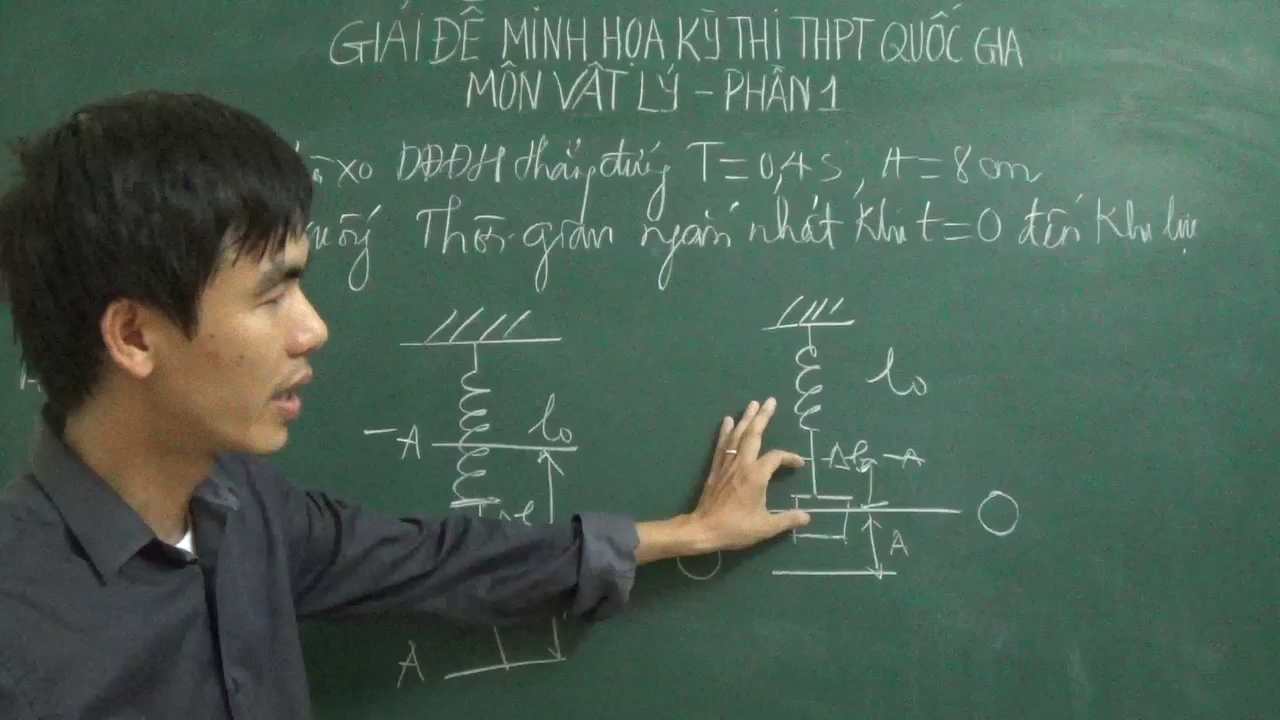 GIẢI ĐỀ MINH HỌA KỲ THI THPT QUỐC GIA
MÔN VẬT LÝ - PHẦN 1
xo DĐĐH thẳng đứng T = 0,4 s, A = 8 cm
Thời gian ngắn nhất khi t = 0 đến khi lực
l₀
-A
l₀
Δl
-A
O
A
A